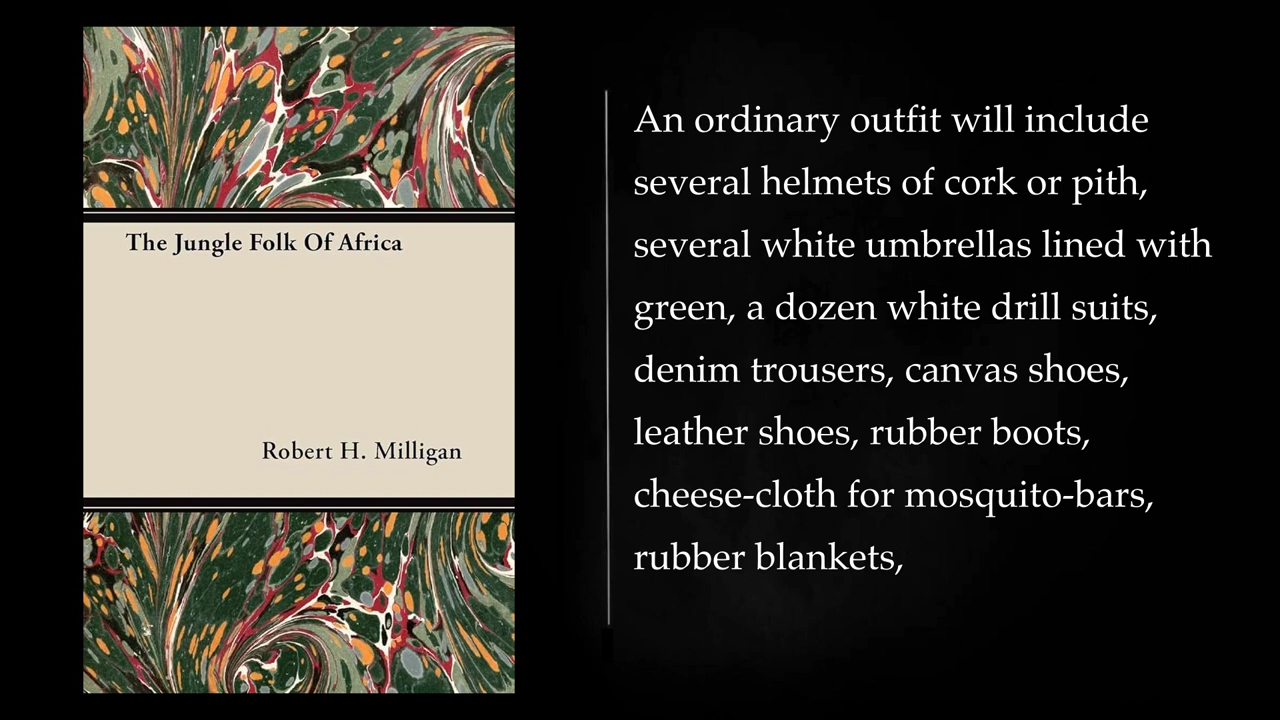 The Jungle Folk Of Africa
Robert H. Milligan
An ordinary outfit will include
several helmets of cork or pith,
several white umbrellas lined with
green, a dozen white drill suits,
denim trousers, canvas shoes,
leather shoes, rubber boots,
cheese-cloth for mosquito-bars,
rubber blankets,